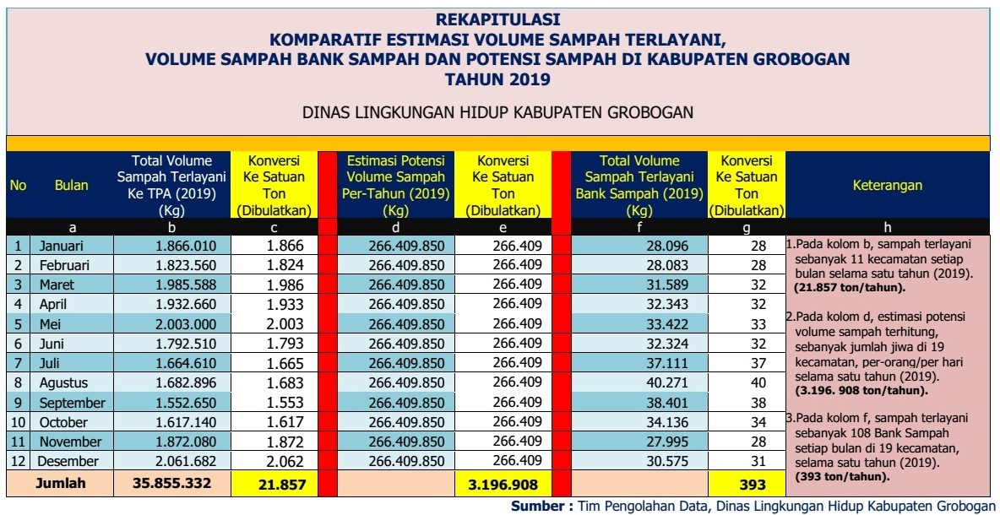 REKAPITULASI
KOMPARATIF ESTIMASI VOLUME SAMPAH TERLAYANI,
VOLUME SAMPAH BANK SAMPAH DAN POTENSI SAMPAH DI KABUPATEN GROBOGAN
TAHUN 2019
DINAS LINGKUNGAN HIDUP KABUPATEN GROBOGAN
No
Bulan
Total Volume
Sampah Terlayani
Ke TPA (2019)
(Kg)
Konversi
Ke Satuan
Ton
(Dibulatkan)
Estimasi Potensi
Volume Sampah
Per-Tahun (2019)
(Kg)
Konversi
Ke Satuan
Ton
(Dibulatkan)
Total Volume
Sampah Terlayani
Bank Sampah (2019)
(Kg)
Konversi
Ke Satuan
Ton
(Dibulatkan)
Keterangan
a b c d e f g h
1 Januari 1.866.010 1.866 266.409.850 266.409 28.096 28
2 Februari 1.823.560 1.824 266.409.850 266.409 28.083 28
3 Maret 1.985.588 1.986 266.409.850 266.409 31.589 32
4 April 1.932.660 1.933 266.409.850 266.409 32.343 32
5 Mei 2.003.000 2.003 266.409.850 266.409 33.422 33
6 Juni 1.792.510 1.793 266.409.850 266.409 32.324 32
7 Juli 1.664.610 1.665 266.409.850 266.409 37.111 37
8 Agustus 1.682.896 1.683 266.409.850 266.409 40.271 40
9 September 1.552.650 1.553 266.409.850 266.409 38.401 38
10 October 1.617.140 1.617 266.409.850 266.409 34.136 34
11 November 1.872.080 1.872 266.409.850 266.409 27.995 28
12 Desember 2.061.682 2.062 266.409.850 266.409 30.575 31
Jumlah 35.855.332 21.857 3.196.908 393
1.Pada kolom b, sampah terlayani
sebanyak 11 kecamatan setiap
bulan selama satu tahun (2019).
(21.857 ton/tahun).
2.Pada kolom d, estimasi potensi
volume sampah terhitung,
sebanyak jumlah jiwa di 19
kecamatan, per-orang/per hari
selama satu tahun (2019).
(3.196. 908 ton/tahun).
3.Pada kolom f, sampah terlayani
sebanyak 108 Bank Sampah
setiap bulan di 19 kecamatan,
selama satu tahun (2019).
(393 ton/tahun).
Sumber : Tim Pengolahan Data, Dinas Lingkungan Hidup Kabupaten Grobogan